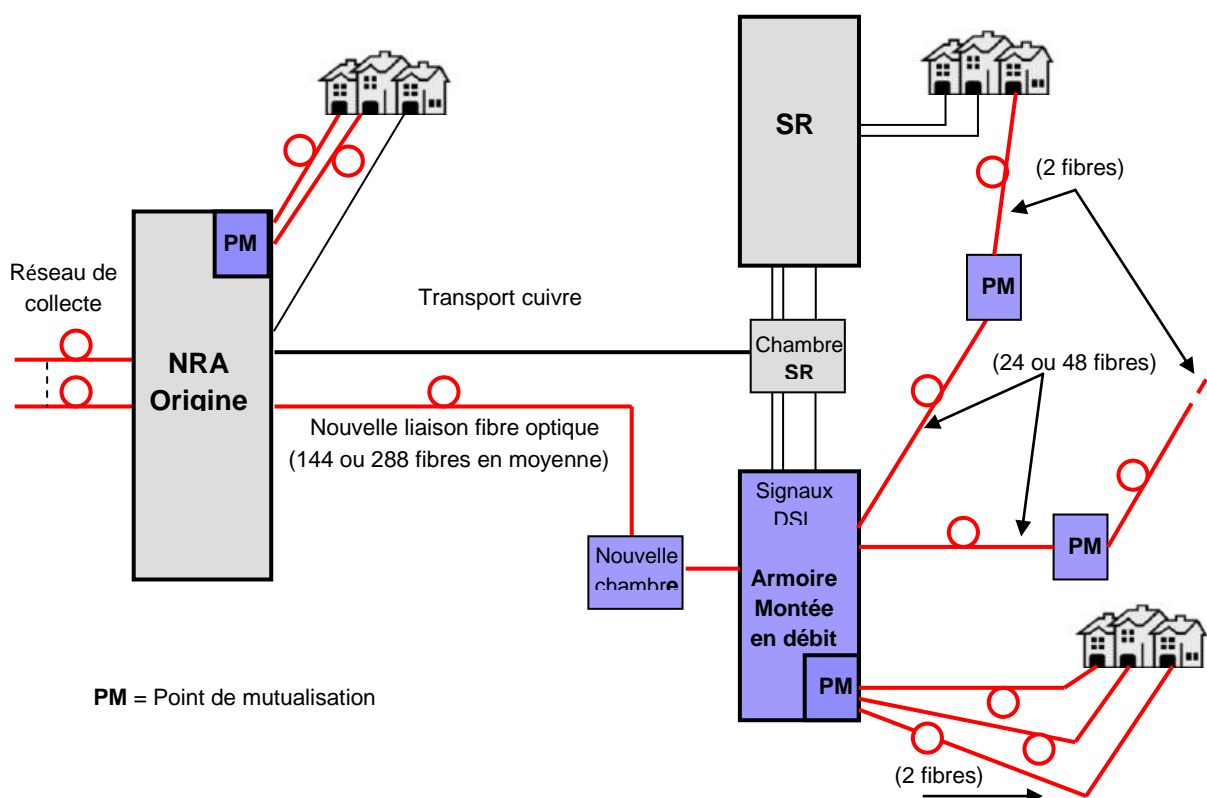 SR
(2 fibres)
PM
Réseau de
collecte
Transport cuivre
PM
NRA
Origine
Chambre
SR
(24 ou 48 fibres)
Nouvelle liaison fibre optique
(144 ou 288 fibres en moyenne)
Signaux
DSL
Nouvelle
chambre
PM
Armoire
Montée
en débit
PM
PM = Point de mutualisation
(2 fibres)